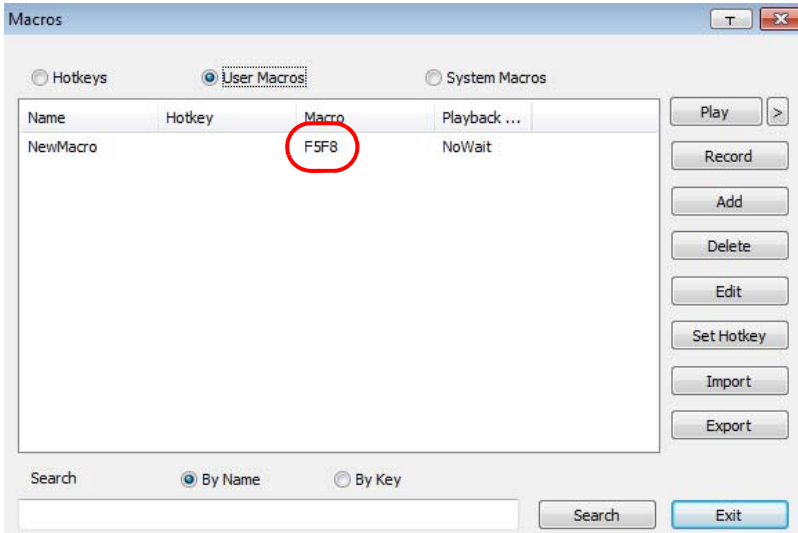 Macros
T
Hotkeys User Macros System Macros
Name Hotkey Macro Playback ...
NewMacro F5F8 NoWait
Play >
Record
Add
Delete
Edit
Set Hotkey
Import
Export
Search By Name By Key
Search Exit